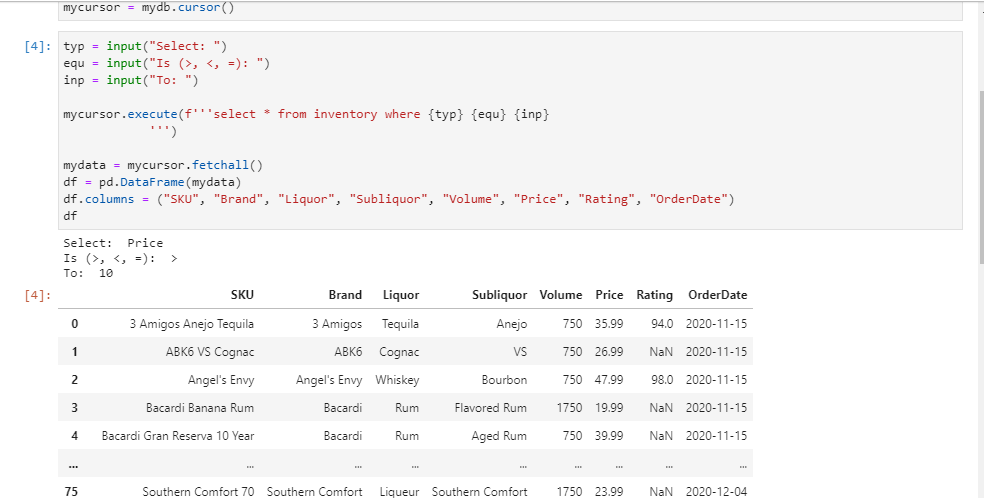 mycursor = mydb.cursor()
[4]: typ = input("Select: ")
equ = input("Is (>, <, =): ")
inp = input("To: ")
mycursor.execute(f'''select * from inventory where {typ} {equ} {inp}
''')
mydata = mycursor.fetchall()
df = pd.DataFrame(mydata)
df.columns = ("SKU", "Brand", "Liquor", "Subliquor", "Volume", "Price", "Rating", "OrderDate")
df
Select: Price
Is (>, <, =): >
To: 10
[4]: SKU Brand Liquor Subliquor Volume Price Rating OrderDate
0 3 Amigos Anejo Tequila 3 Amigos Tequila Anejo 750 35.99 94.0 2020-11-15
1 ABK6 VS Cognac ABK6 Cognac VS 750 26.99 NaN 2020-11-15
2 Angel's Envy Angel's Envy Whiskey Bourbon 750 47.99 98.0 2020-11-15
3 Bacardi Banana Rum Bacardi Rum Flavored Rum 1750 19.99 NaN 2020-11-15
4 Bacardi Gran Reserva 10 Year Bacardi Rum Aged Rum 750 39.99 NaN 2020-11-15
... ... ... ... ... ... ... ... ...
75 Southern Comfort 70 Southern Comfort Liqueur Southern Comfort 1750 23.99 NaN 2020-12-04